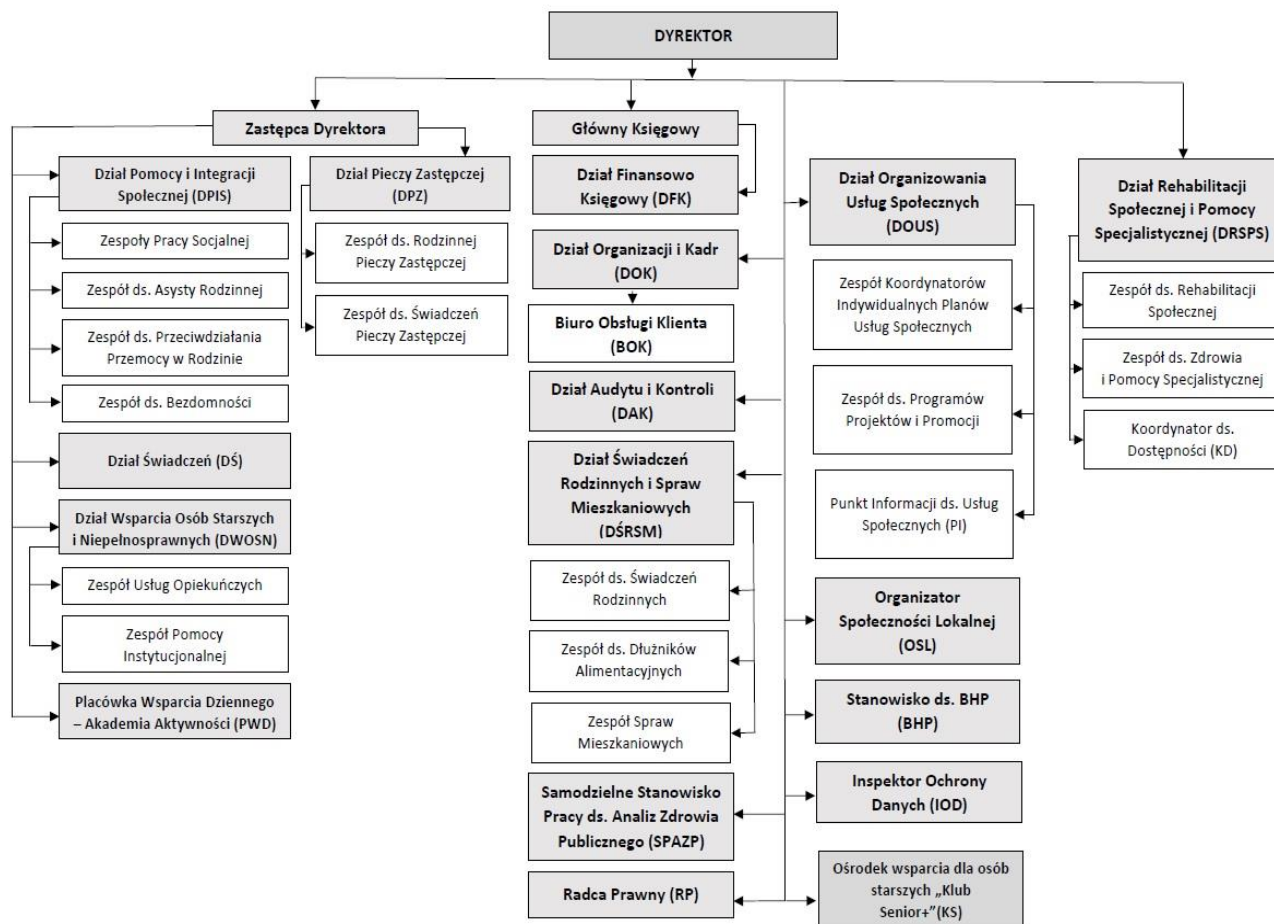 DYREKTOR
Zastępca Dyrektora
Dział Pomocy i Integracji
Społecznej (DPIS)
Zespoły Pracy Socjalnej
Zespół ds. Asysty Rodzinnej
Zespół ds. Przeciwdziałania
Przemocy w Rodzinie
Zespół ds. Bezdomności
Dział Świadczeń (DŚ)
Dział Wsparcia Osób Starszych
i Niepełnosprawnych (DWOSN)
Zespół Usług Opiekuńczych
Zespół Pomocy
Instytucjonalnej
Placówka Wsparcia Dziennego
– Akademia Aktywności (PWD)
Dział Pieczy Zastępczej
(DPZ)
Zespół ds. Rodzinnej
Pieczy Zastępczej
Zespół ds. Świadczeń
Pieczy Zastępczej
Główny Księgowy
Dział Finansowo
Księgowy (DFK)
Dział Organizacji i Kadr
(DOK)
Biuro Obsługi Klienta
(BOK)
Dział Audytu i Kontroli
(DAK)
Dział Świadczeń
Rodzinnych i Spraw
Mieszkaniowych
(DŚRSM)
Zespół ds. Świadczeń
Rodzinnych
Zespół ds. Dłużników
Alimentacyjnych
Zespół Spraw
Mieszkaniowych
Samodzielne Stanowisko
Pracy ds. Analiz Zdrowia
Publicznego (SPAZP)
Radca Prawny (RP)
Dział Organizowania
Usług Społecznych
(DOUS)
Zespół Koordynatorów
Indywidualnych Planów
Usług Społecznych
Zespół ds. Programów
Projektów i Promocji
Punkt Informacji ds. Usług
Społecznych (PI)
Organizator
Społeczności Lokalnej
(OSL)
Stanowisko ds. BHP
(BHP)
Inspektor Ochrony
Danych (IOD)
Ośrodek wsparcia dla osób
starszych „Klub
Senior+”(KS)
Dział Rehabilitacji
Społecznej i Pomocy
Specjalistycznej (DRSPS)
Zespół ds. Rehabilitacji
Społecznej
Zespół ds. Zdrowia
i Pomocy Specjalistycznej
Koordynator ds.
Dostępności (KD)